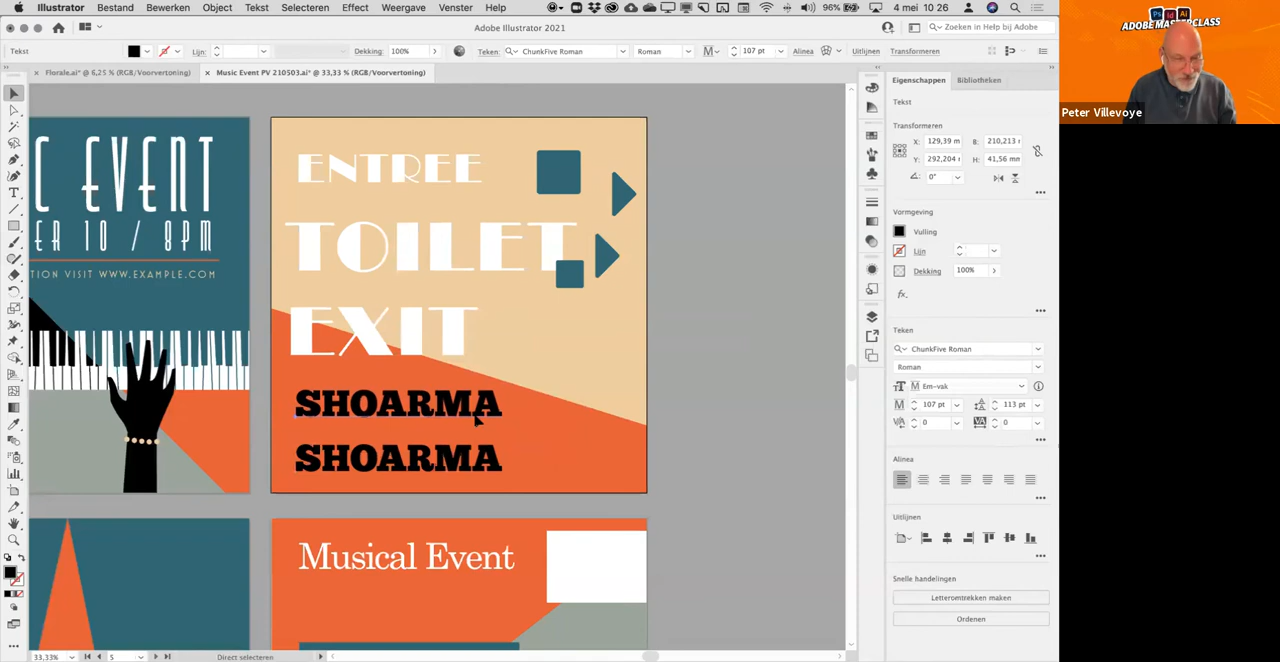 Illustrator Bestand Bewerken Object Tekst Selecteren Effect Weergave Venster Help 96% 4 mei 10 26
Adobe Illustrator 2021
Zoeken in Help bij Adobe
Tekst Lijn: Dekking: 100% Teken: ChunkFive Roman Roman 107 pt Alinea Uitlijnen Transformeren
Florale.ai* @ 6,25 % (RGB/Voorvertoning) Music Event PV 210503.ai* @ 33,33 % (RGB/Voorvertoning)
C EVENT
ER 10 / 8PM
TION VISIT WWW.EXAMPLE.COM
ENTREE
TOILET
EXIT
SHOARMA
SHOARMA
Musical Event
33,33% 5 Direct selecteren
Eigenschappen Bibliotheken
Tekst
Transformeren
X: 129,39 m B: 210,213
Y: 292,204 H: 41,56 mm
0°
Vormgeving
Vulling
Lijn
Dekking 100%
fx
Teken
ChunkFive Roman
Roman
Em-vak
107 pt 113 pt
0 0
Alinea
Uitlijnen
Snelle handelingen
Letteromtrekken maken
Ordenen
Ps Id Ai
ADOBE MASTERCLASS
Peter Villevoye